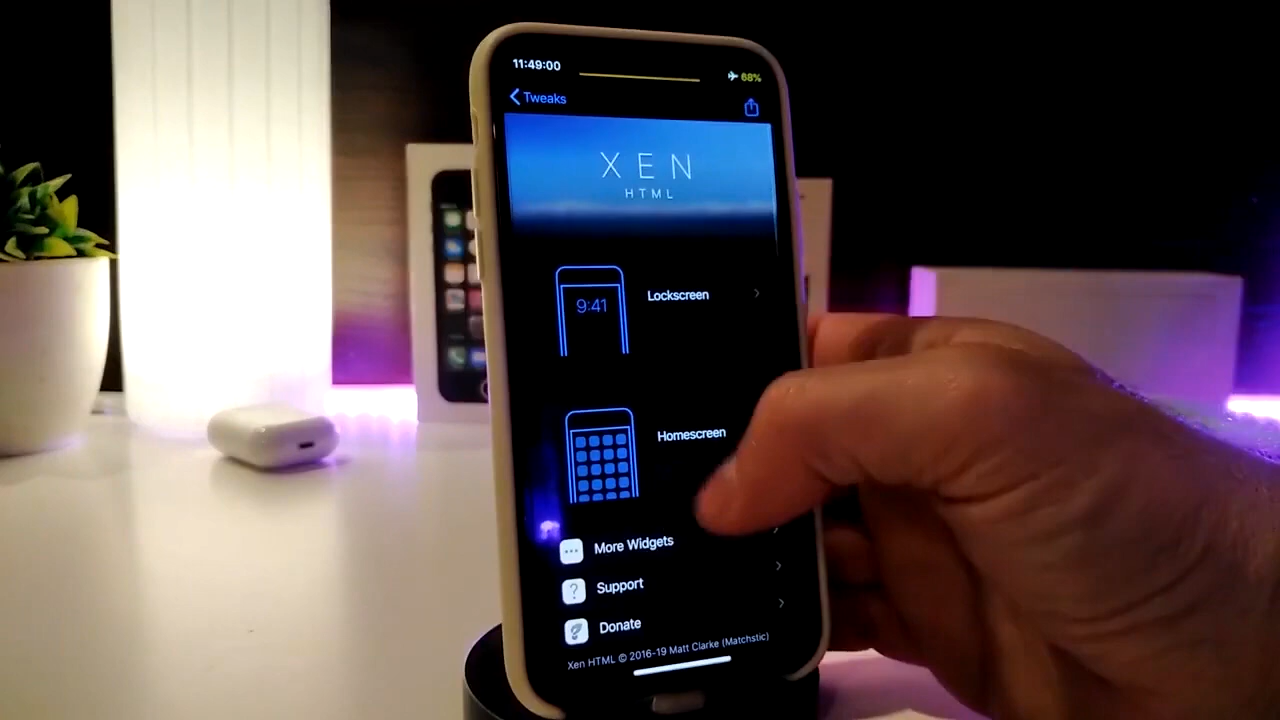 11:49:00
68%
Tweaks
XEN
HTML
9:41
Lockscreen
Homescreen
More Widgets
? Support
Donate
Xen HTML © 2016-19 Matt Clarke (Matchstic)